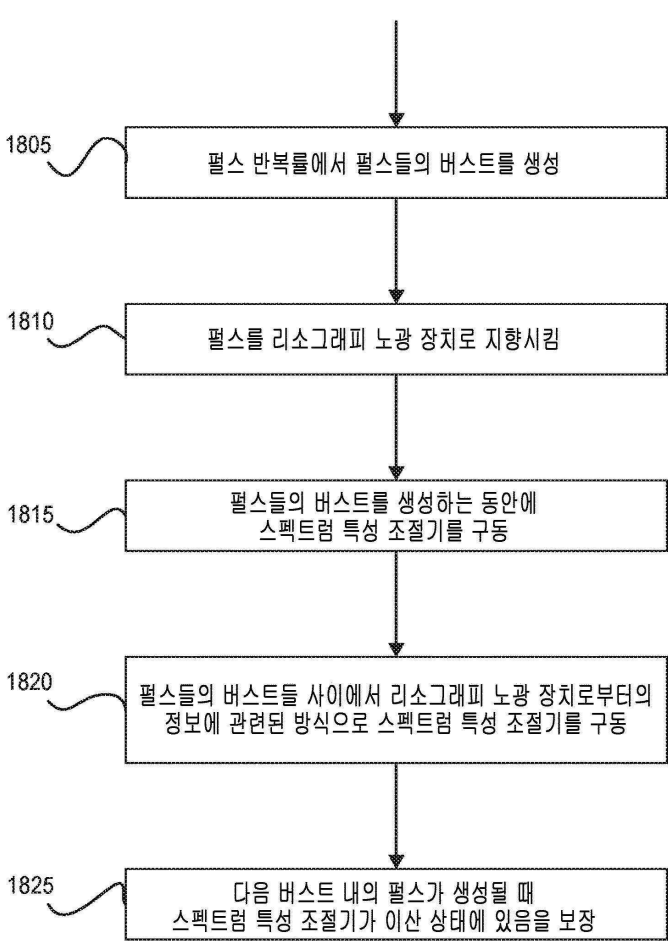 1805
펄스 반복률에서 펄스들의 버스트를 생성
1810
펄스를 리소그래피 노광 장치로 지향시킴
1815
펄스들의 버스트를 생성하는 동안에
스펙트럼 특성 조절기를 구동
1820
펄스들의 버스트들 사이에서 리소그래피 노광 장치로부터의
정보에 관련된 방식으로 스펙트럼 특성 조절기를 구동
1825
다음 버스트 내의 펄스가 생성될 때
스펙트럼 특성 조절기가 이산 상태에 있음을 보장